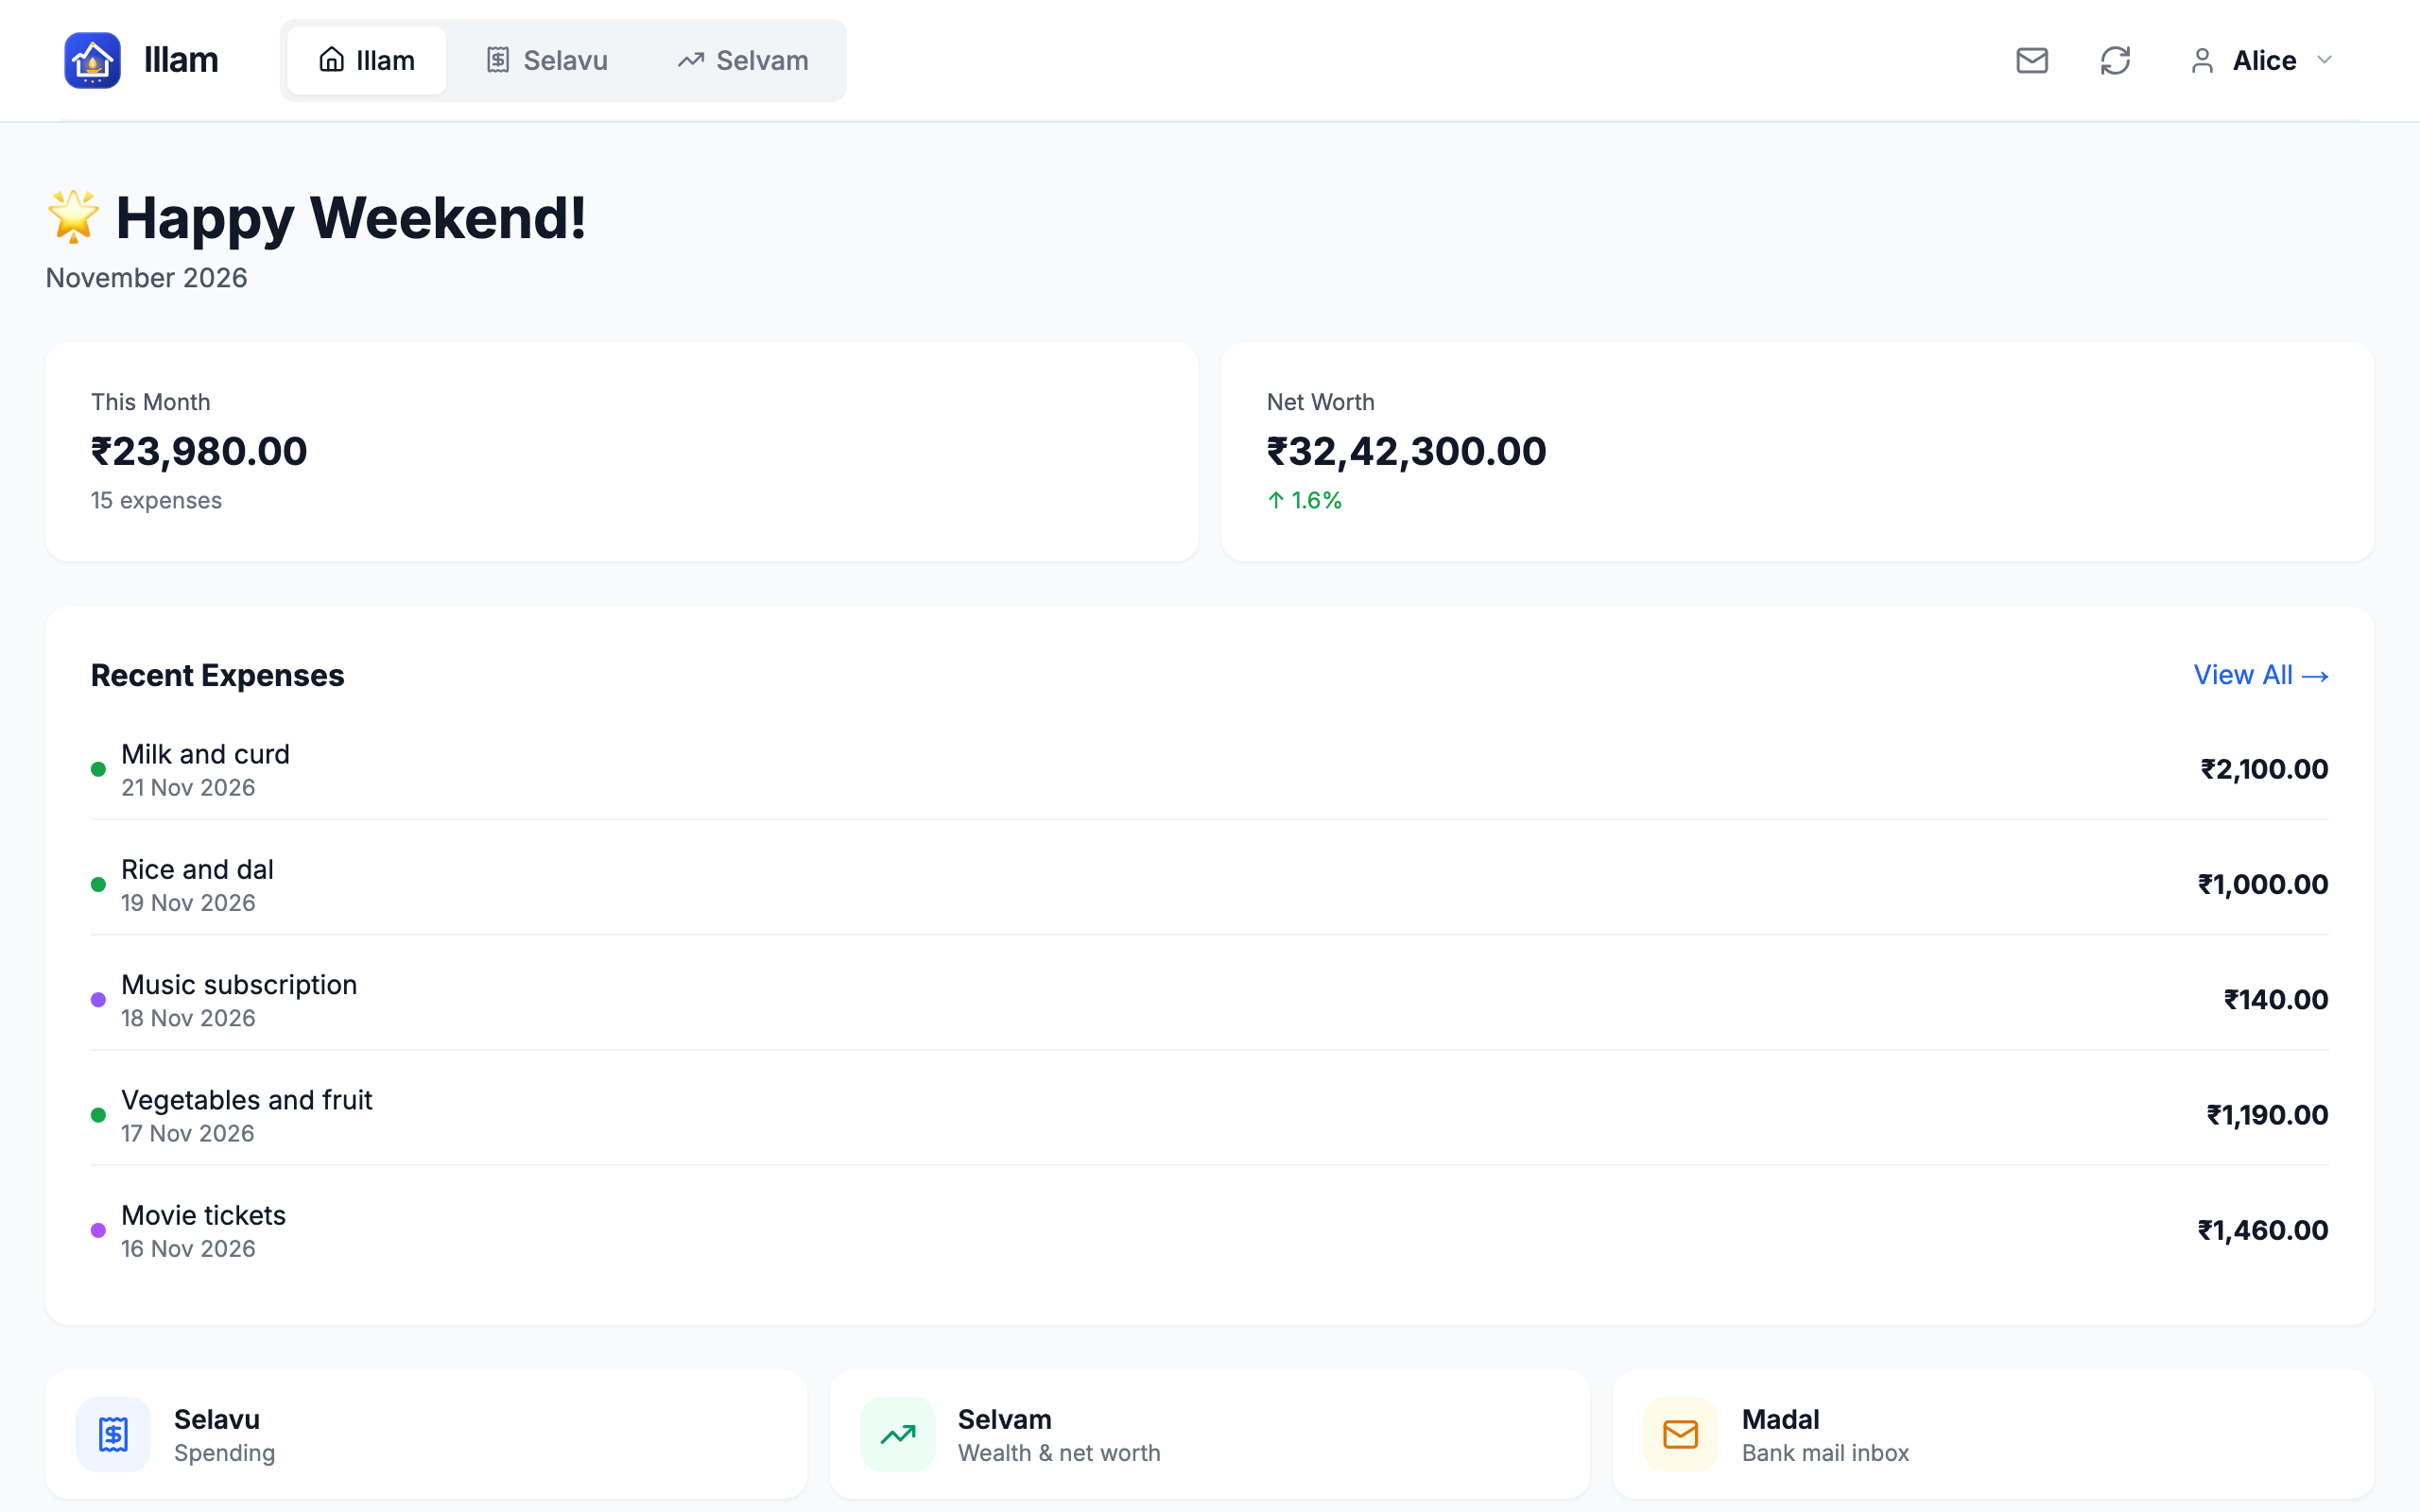 Illam
Illam
Selavu
Selvam
Alice
🌟 Happy Weekend!
November 2026
This Month
₹23,980.00
15 expenses
Net Worth
₹32,42,300.00
↑ 1.6%
Recent Expenses
View All →
Milk and curd
21 Nov 2026
₹2,100.00
Rice and dal
19 Nov 2026
₹1,000.00
Music subscription
18 Nov 2026
₹140.00
Vegetables and fruit
17 Nov 2026
₹1,190.00
Movie tickets
16 Nov 2026
₹1,460.00
Selavu
Spending
Selvam
Wealth & net worth
Madal
Bank mail inbox